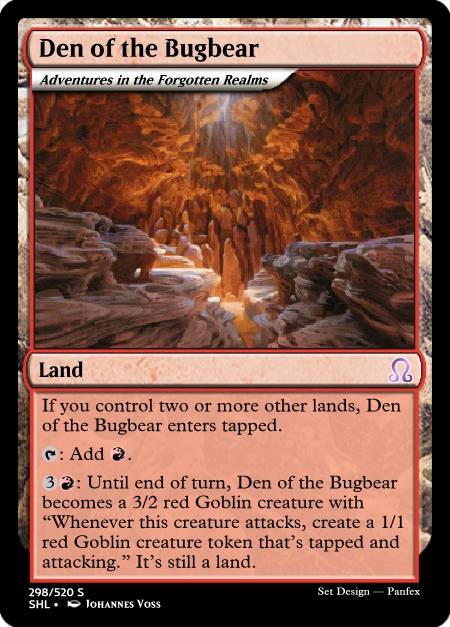 Den of the Bugbear
Adventures in the Forgotten Realms
Land
If you control two or more other lands, Den
of the Bugbear enters tapped.
: Add R.
3R: Until end of turn, Den of the Bugbear
becomes a 3/2 red Goblin creature with
“Whenever this creature attacks, create a 1/1
red Goblin creature token that’s tapped and
attacking.” It’s still a land.
298/520 S
Set Design — Panfex
SHL • Johannes Voss